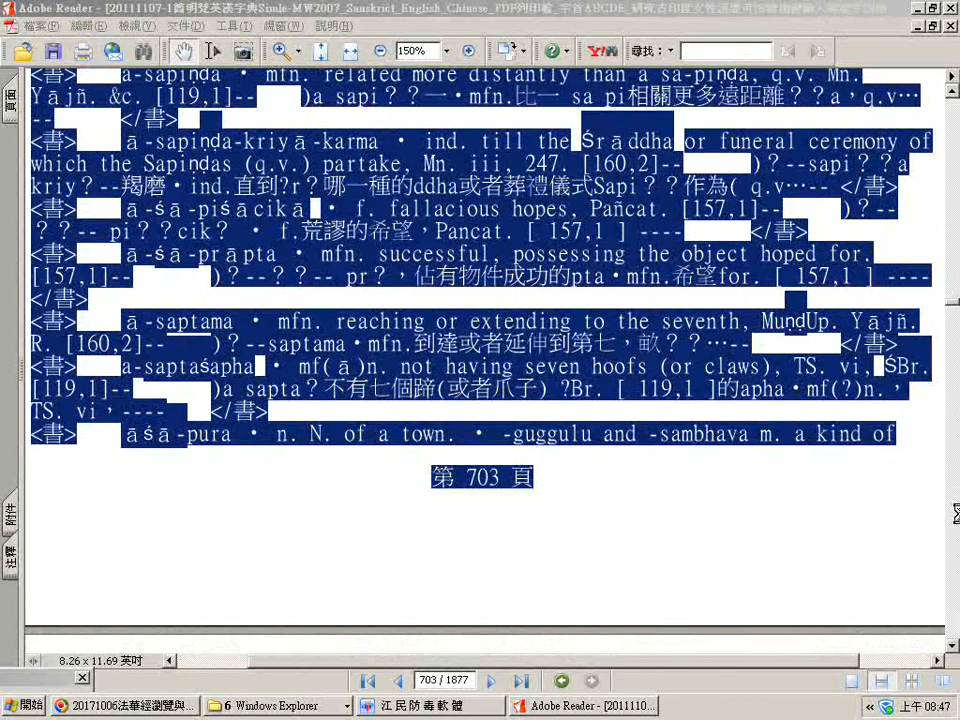 Adobe Reader - [20111107-1簡明梵英漢字典Simle-MW2007_Sanskrict_English_Chinese_PDF列印檔_字首ABCDE_
檔案(F) 編輯(E) 檢視(V) 文件(D) 工具(T) 視窗(W) 說明(H)
150% 尋找：
頁面
<書> a-sapiṇḍa ‧ mfn. related more distantly than a sa-piṇḍa, q.v. Mn.
Yājñ. &c. [119,1]-- )a sapi？？一‧mfn.比一 sa pi相關更多遠距離？？a，q.v…
-- </書>
<書> ā-sapiṇḍa-kriyā-karma ‧ ind. till the Śrāddha or funeral ceremony of
which the Sapiṇḍas (q.v.) partake, Mn. iii, 247. [160,2]-- )？--sapi？？a
kriy？--羯磨‧ind.直到?r？哪一種的ddha或者葬禮儀式Sapi？？作為( q.v…-- </書>
<書> ā-śā-piśācikā ‧ f. fallacious hopes, Pañcat. [157,1]-- )？--
？？-- pi？？cik？ ‧ f.荒謬的希望，Pancat. [ 157,1 ] ---- </書>
<書> ā-śā-prāpta ‧ mfn. successful, possessing the object hoped for.
[157,1]-- )？--？？-- pr？，佔有物件成功的pta‧mfn.希望for. [ 157,1 ] ----
</書>
<書> ā-saptama ‧ mfn. reaching or extending to the seventh, MuṇḍUp. Yājñ.
R. [160,2]-- )？--saptama‧mfn.到達或者延伸到第七，畝？？…-- </書>
<書> a-saptaśapha ‧ mf(ā)n. not having seven hoofs (or claws), TS. vi, ŚBr.
[119,1]-- )a sapta？不有七個蹄(或者爪子) ?Br. [ 119,1 ]的apha‧mf(?)n.，
TS. vi，---- </書>
<書> āśā-pura ‧ n. N. of a town. ‧ -guggulu and -sambhava m. a kind of
第 703 頁
附件
注釋
8.26 x 11.69 英吋
703 / 1877
開始 20171006法華經瀏覽與... 6 Windows Explorer 江民防毒軟體 Adobe Reader - [2011110... 上午 08:47